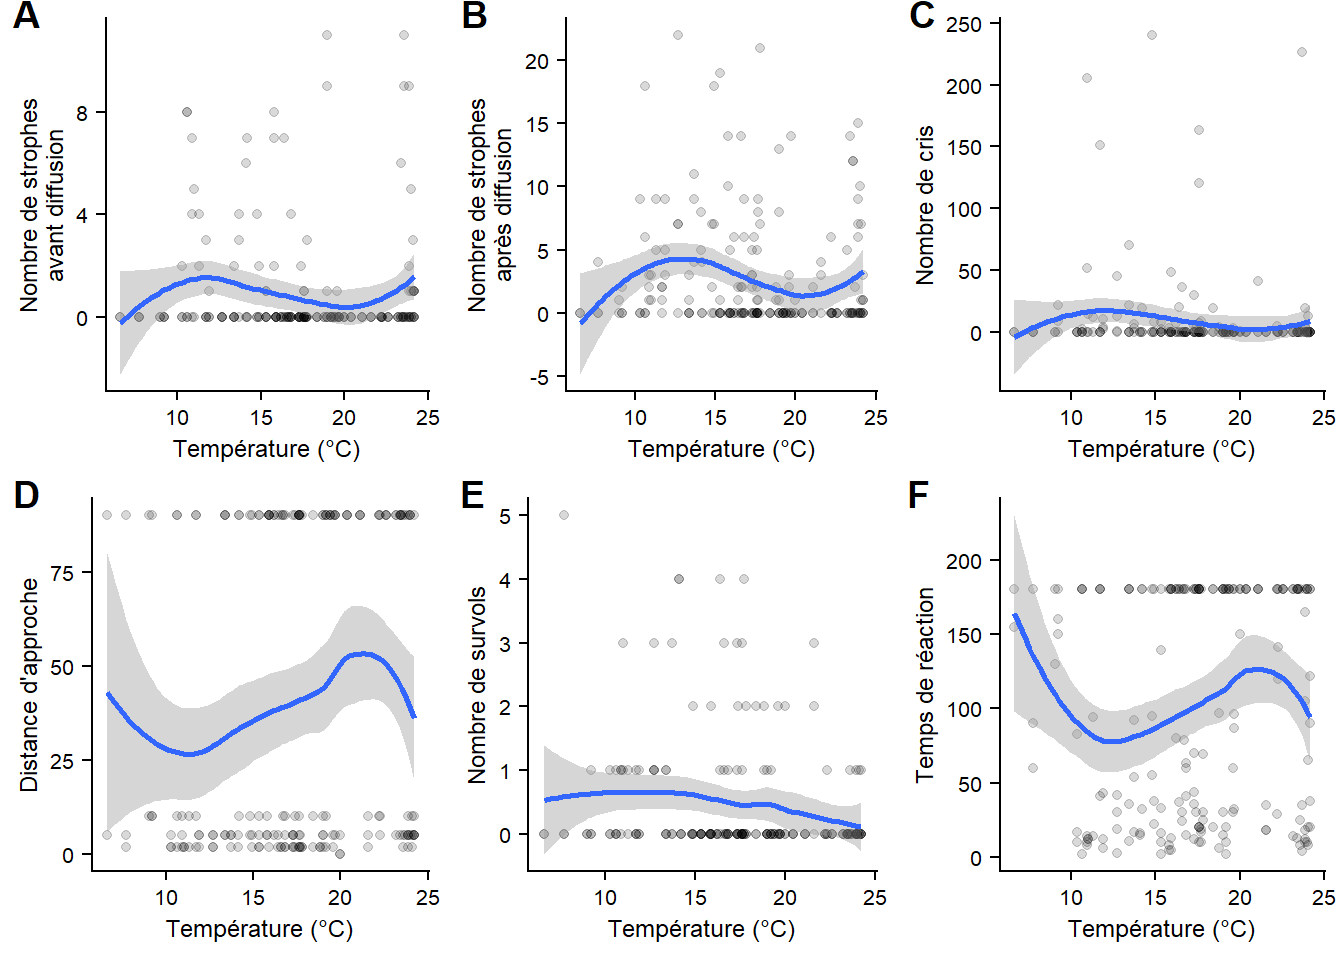 A
Nombre de strophes
avant diffusion
8
4
0
10 15 20 25
Température (°C)
B
Nombre de strophes
après diffusion
20
15
10
5
0
-5
10 15 20 25
Température (°C)
C
Nombre de cris
250
200
150
100
50
0
10 15 20 25
Température (°C)
D
Distance d'approche
75
50
25
0
10 15 20 25
Température (°C)
E
Nombre de survols
5
4
3
2
1
0
10 15 20 25
Température (°C)
F
Temps de réaction
200
150
100
50
0
10 15 20 25
Température (°C)